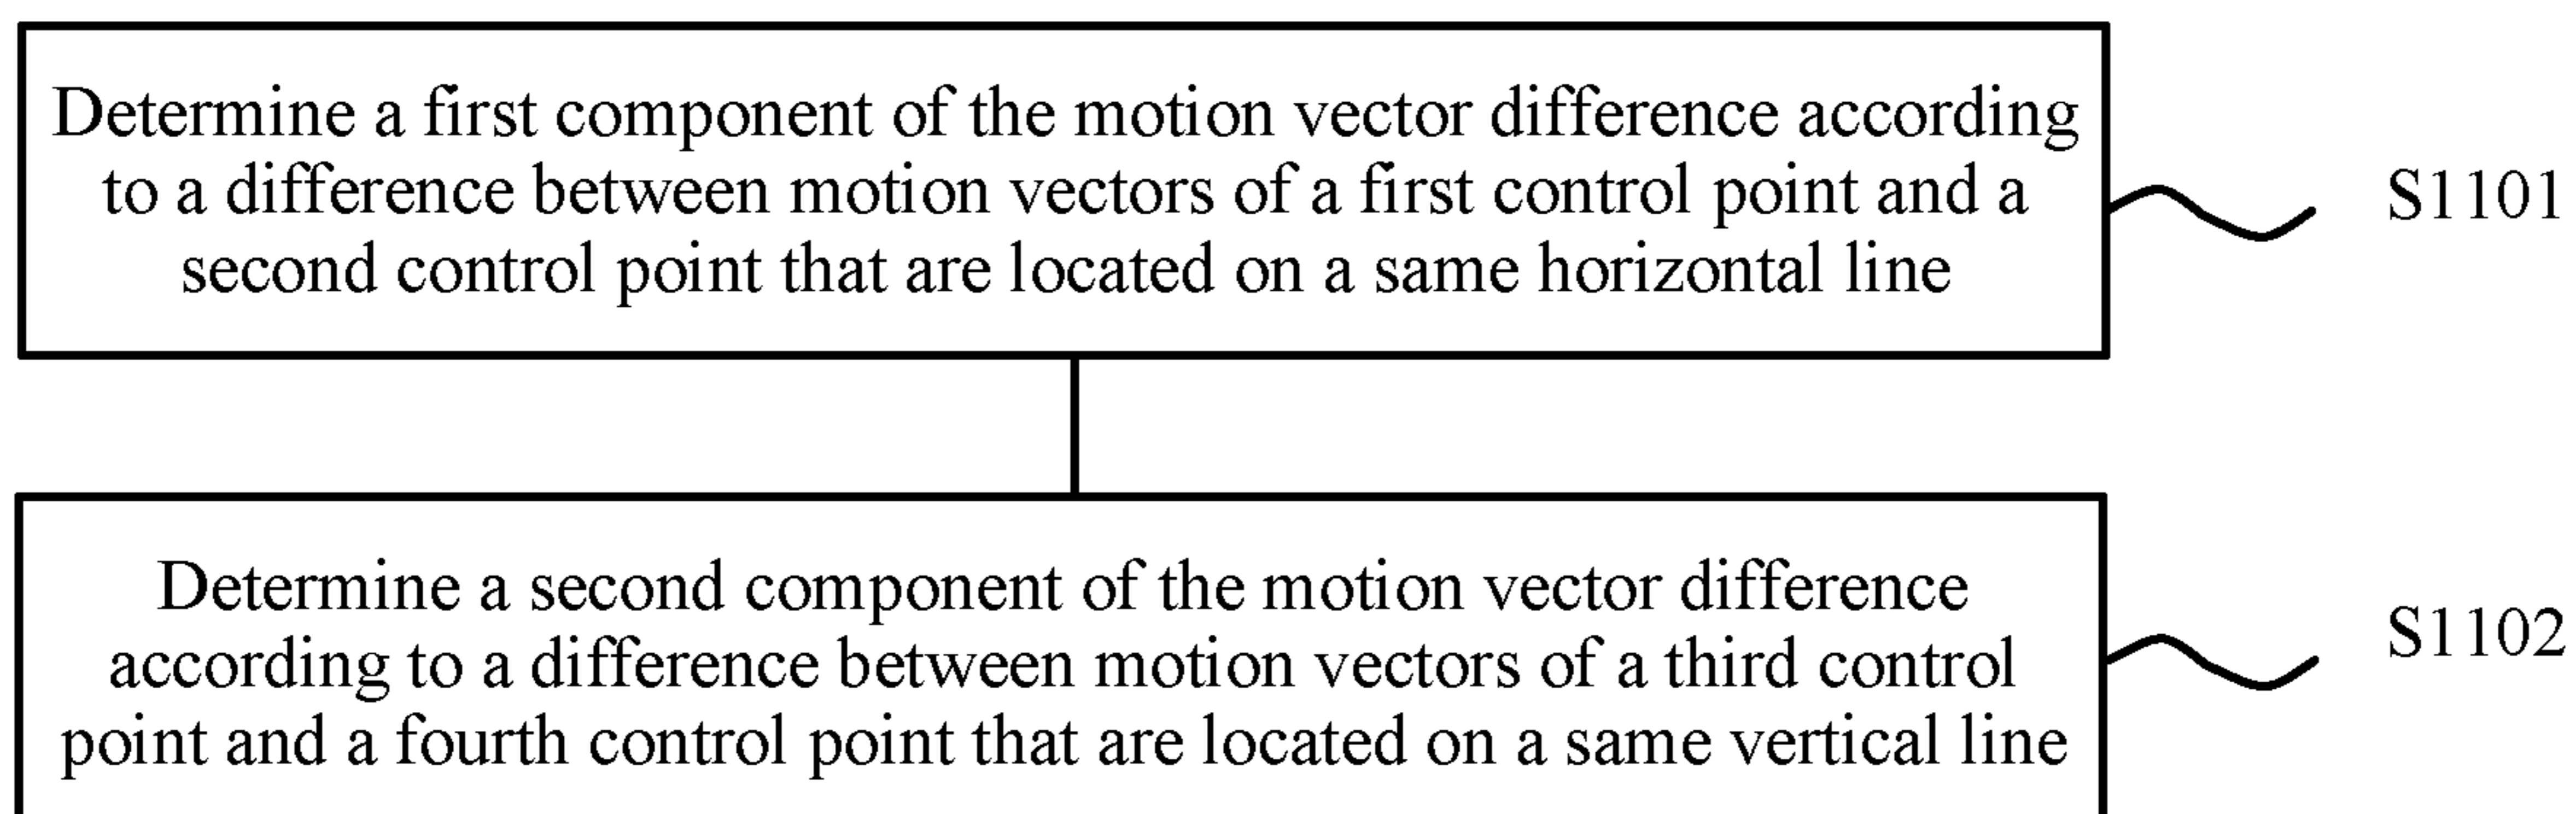 Determine a first component of the motion vector difference according
to a difference between motion vectors of a first control point and a
second control point that are located on a same horizontal line
S1101
Determine a second component of the motion vector difference
according to a difference between motion vectors of a third control
point and a fourth control point that are located on a same vertical line
S1102